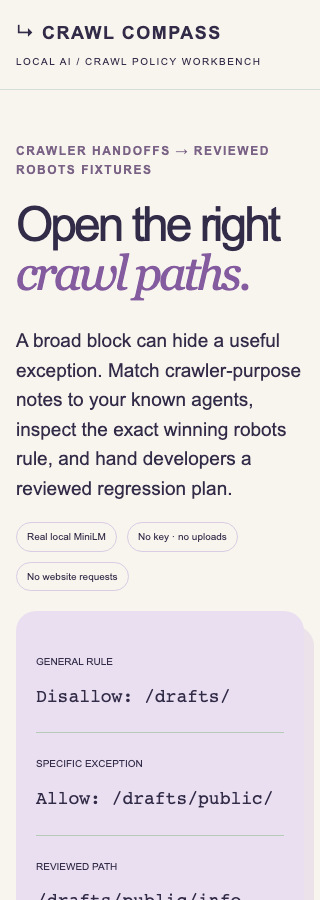 ↳ CRAWL COMPASS
LOCAL AI / CRAWL POLICY WORKBENCH
CRAWLER HANDOFFS → REVIEWED
ROBOTS FIXTURES
Open the right
crawl paths.
A broad block can hide a useful
exception. Match crawler-purpose
notes to your known agents,
inspect the exact winning robots
rule, and hand developers a
reviewed regression plan.
Real local MiniLM
No key · no uploads
No website requests
GENERAL RULE
Disallow: /drafts/
SPECIFIC EXCEPTION
Allow: /drafts/public/
REVIEWED PATH
/drafts/public/info